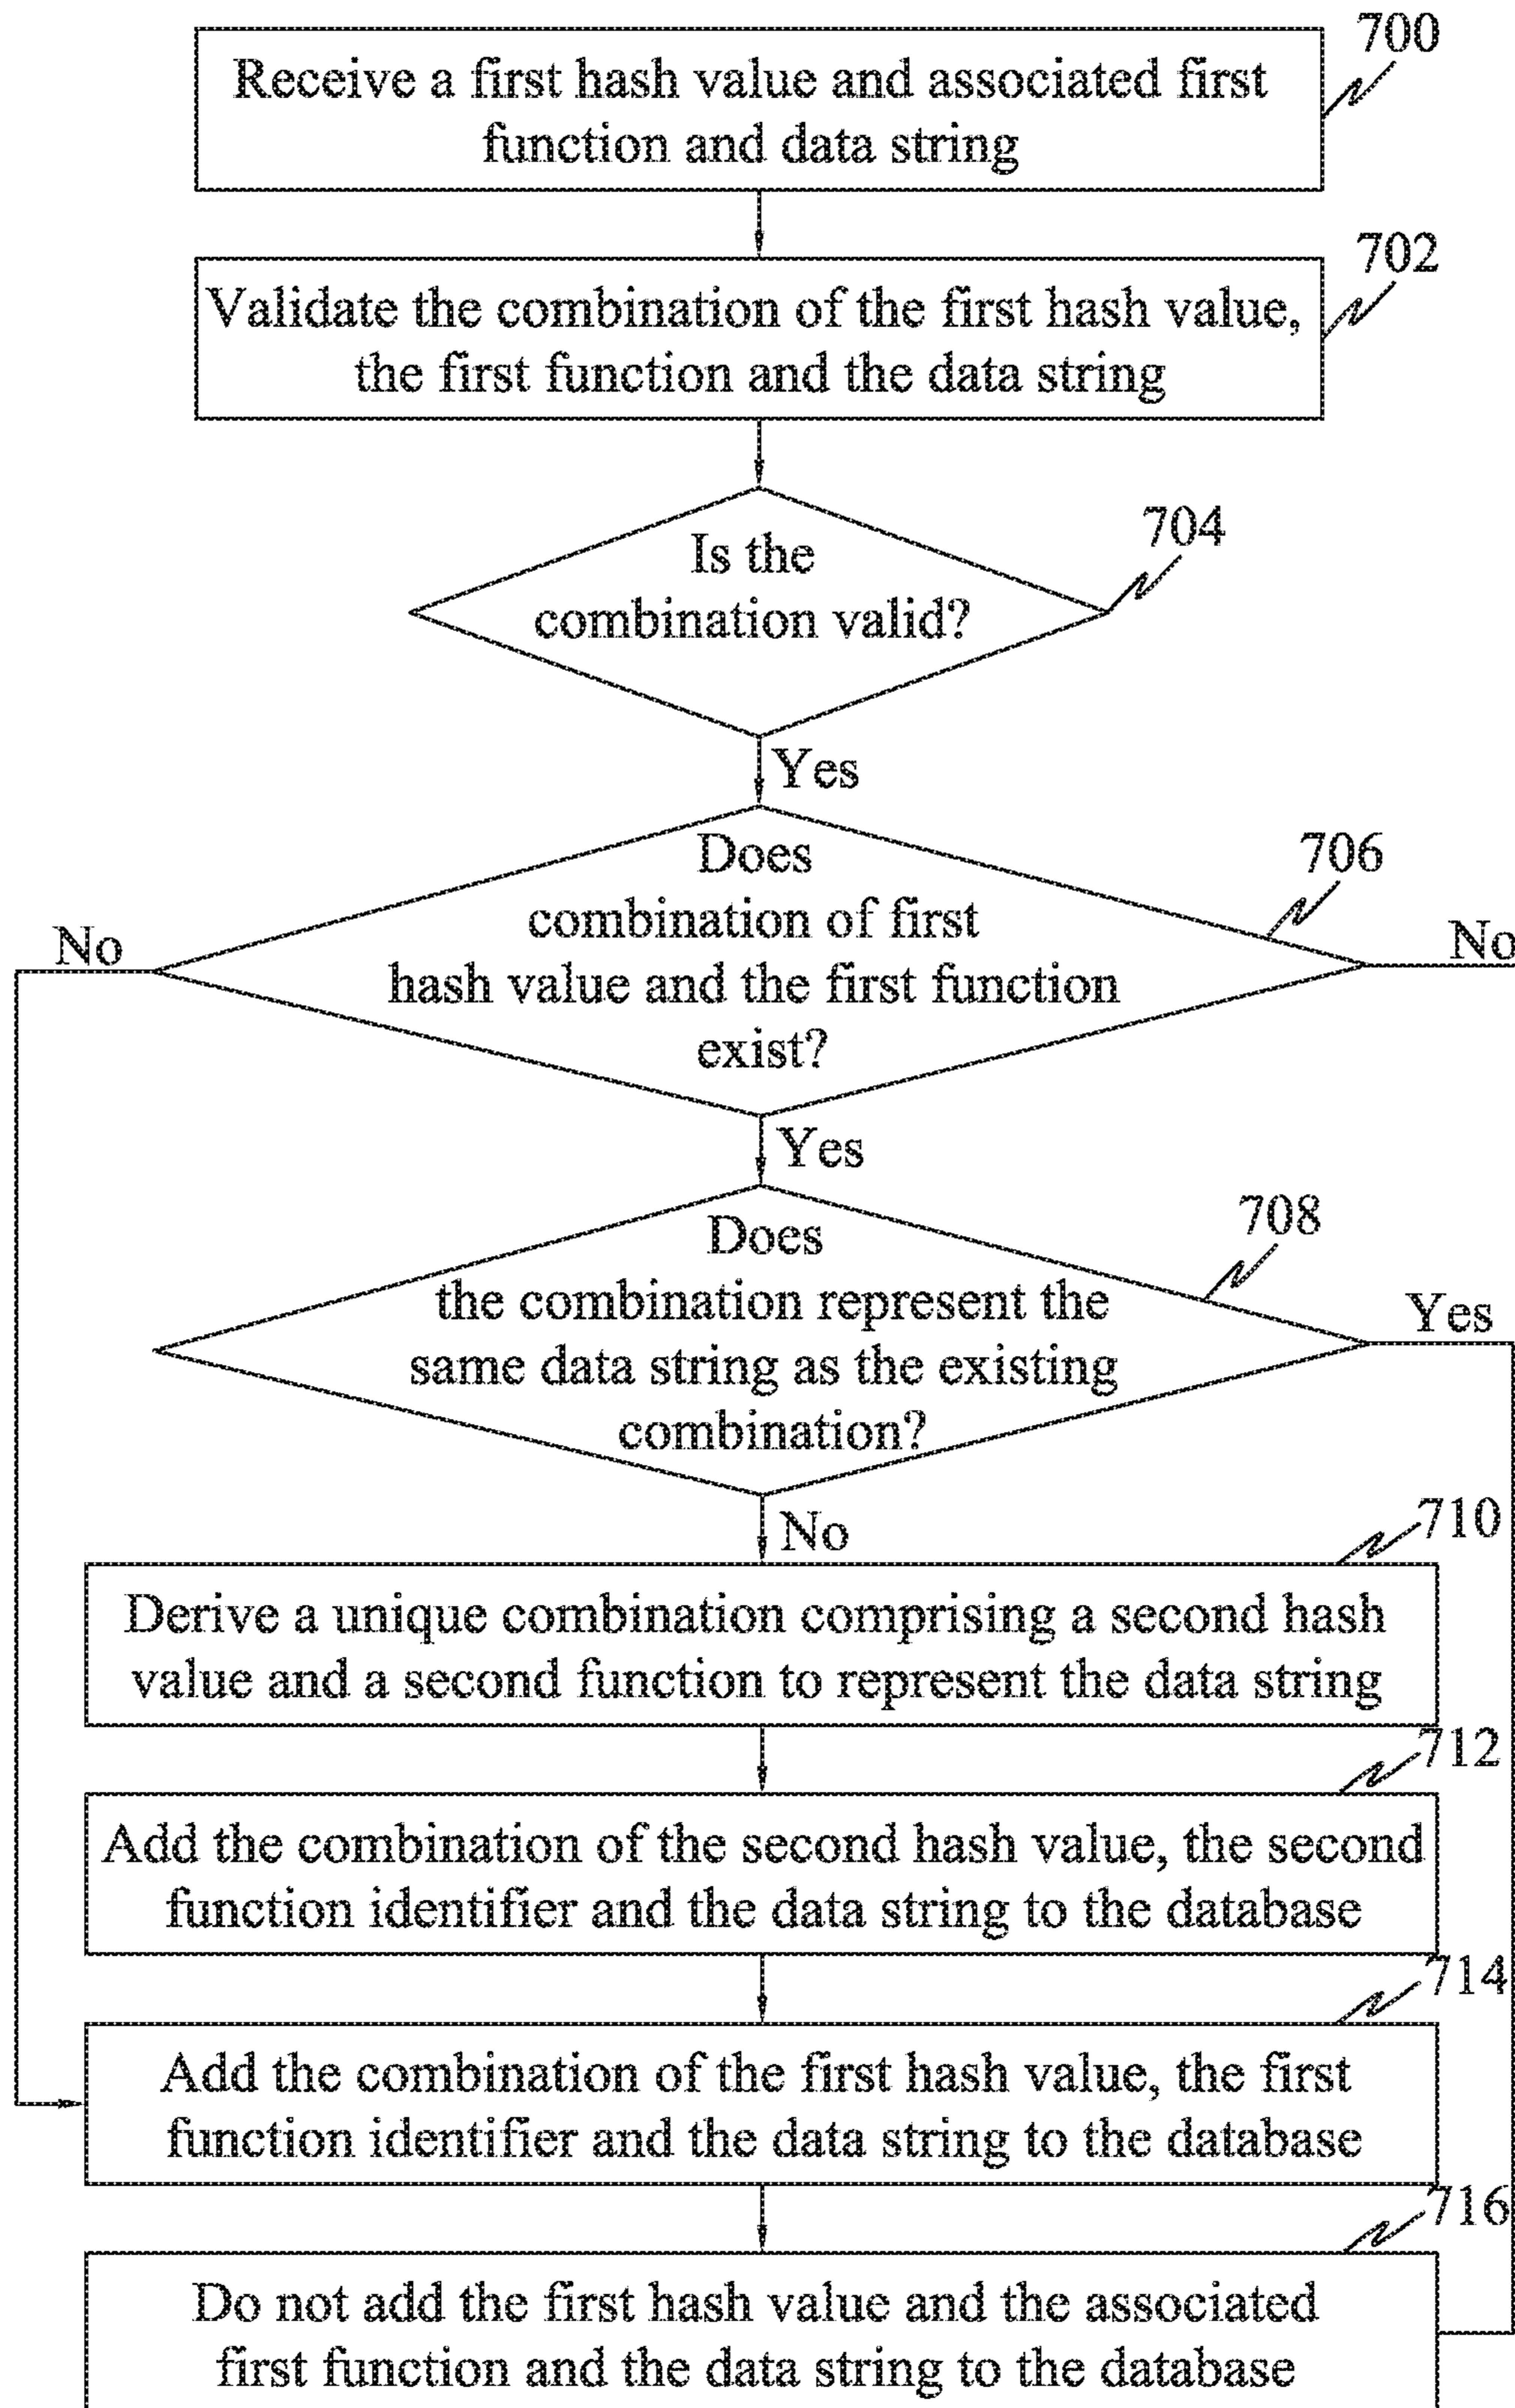 700
Receive a first hash value and associated first
function and data string
702
Validate the combination of the first hash value,
the first function and the data string
704
Is the
combination valid?
Yes
706
Does
combination of first
hash value and the first function
exist?
No
No
Yes
708
Does
the combination represent the
same data string as the existing
combination?
Yes
No
710
Derive a unique combination comprising a second hash
value and a second function to represent the data string
712
Add the combination of the second hash value, the second
function identifier and the data string to the database
714
Add the combination of the first hash value, the first
function identifier and the data string to the database
716
Do not add the first hash value and the associated
first function and the data string to the database